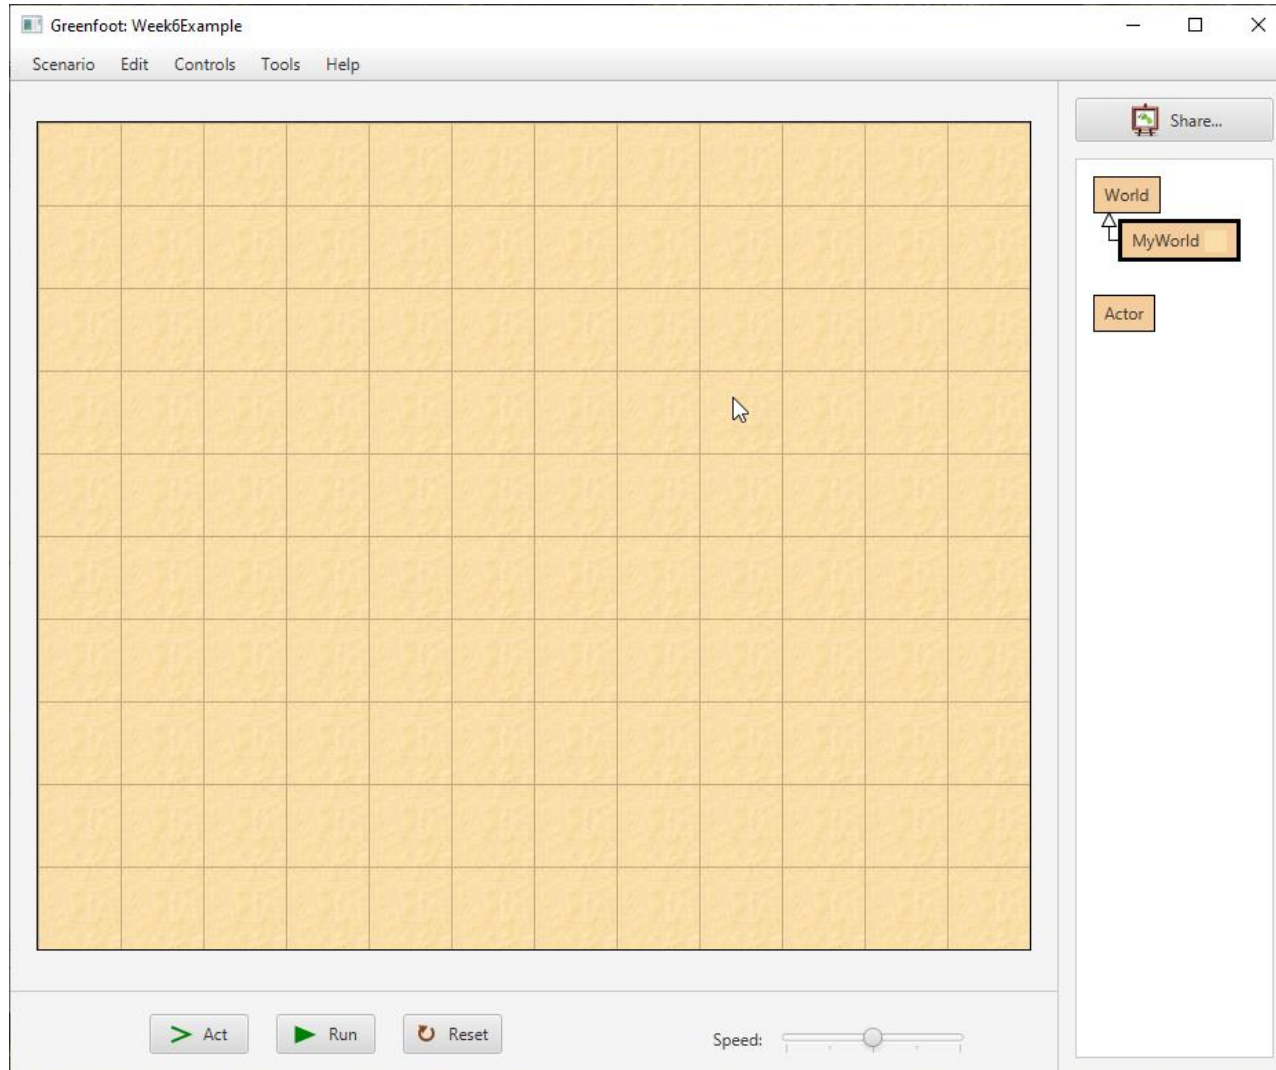 Greenfoot: Week6Example
Scenario Edit Controls Tools Help
Share...
World
MyWorld
Actor
Act Run Reset Speed: